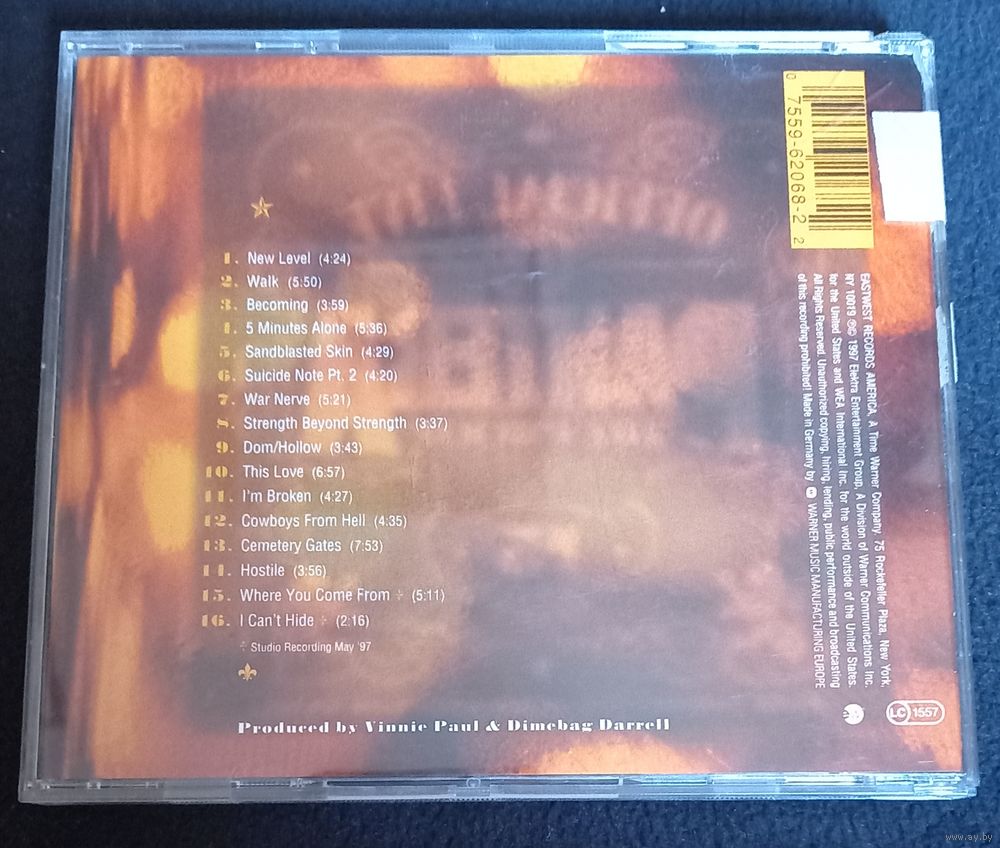 1. New Level (4:24)
2. Walk (5:50)
3. Becoming (3:59)
4. 5 Minutes Alone (5:36)
5. Sandblasted Skin (4:29)
6. Suicide Note Pt. 2 (4:20)
7. War Nerve (5:21)
8. Strength Beyond Strength (3:37)
9. Dom/Hollow (3:43)
10. This Love (6:57)
11. I'm Broken (4:27)
12. Cowboys From Hell (4:35)
13. Cemetery Gates (7:53)
14. Hostile (3:56)
15. Where You Come From ÷ (5:11)
16. I Can't Hide ÷ (2:16)
÷ Studio Recording May '97
Produced by Vinnie Paul & Dimebag Darrell
0 7559-62068-2 2
EASTWEST RECORDS AMERICA, A Time Warner Company. 75 Rockefeller Plaza, New York,
NY 10019 ℗© 1997 Elektra Entertainment Group, A Division of Warner Communications Inc.
for the United States and WEA International Inc. for the world outside of the United States.
All Rights Reserved. Unauthorized copying, hiring, lending, public performance and broadcasting
of this recording prohibited! Made in Germany by WARNER MUSIC MANUFACTURING EUROPE
LC 1557
www.ay.by